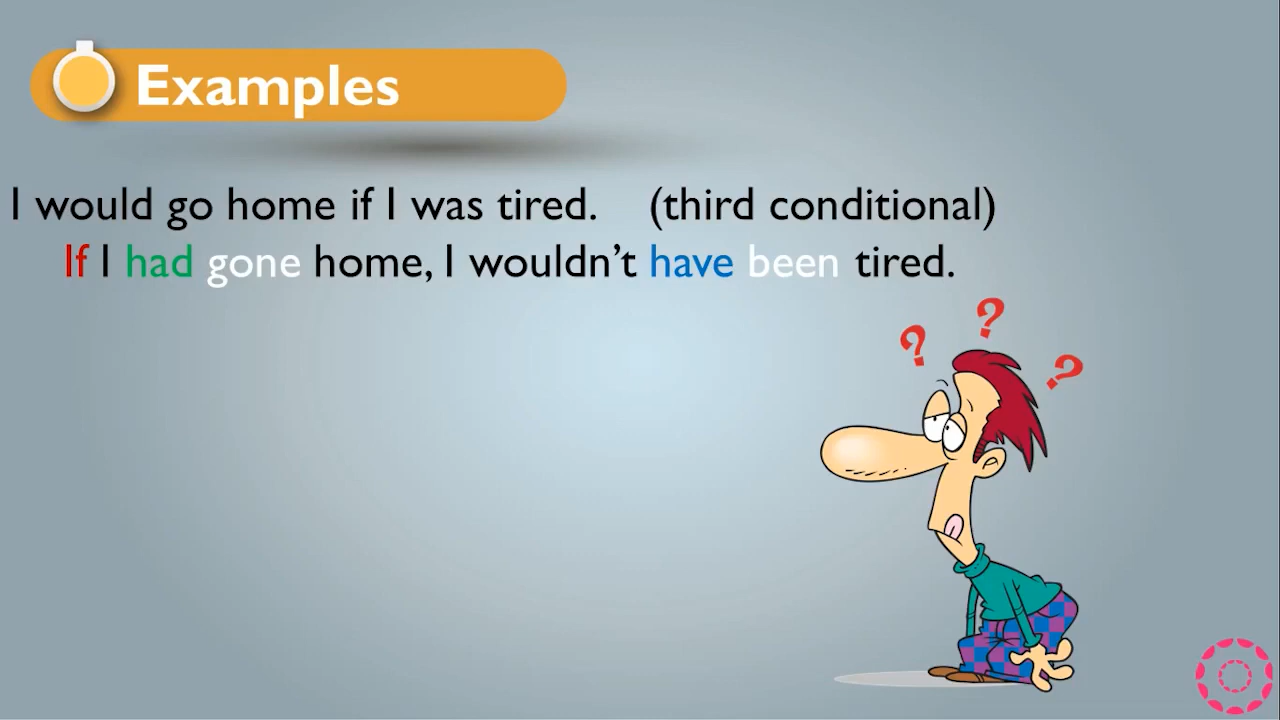 Examples
I would go home if I was tired. (third conditional)
If I had gone home, I wouldn’t have been tired.
? ? ?